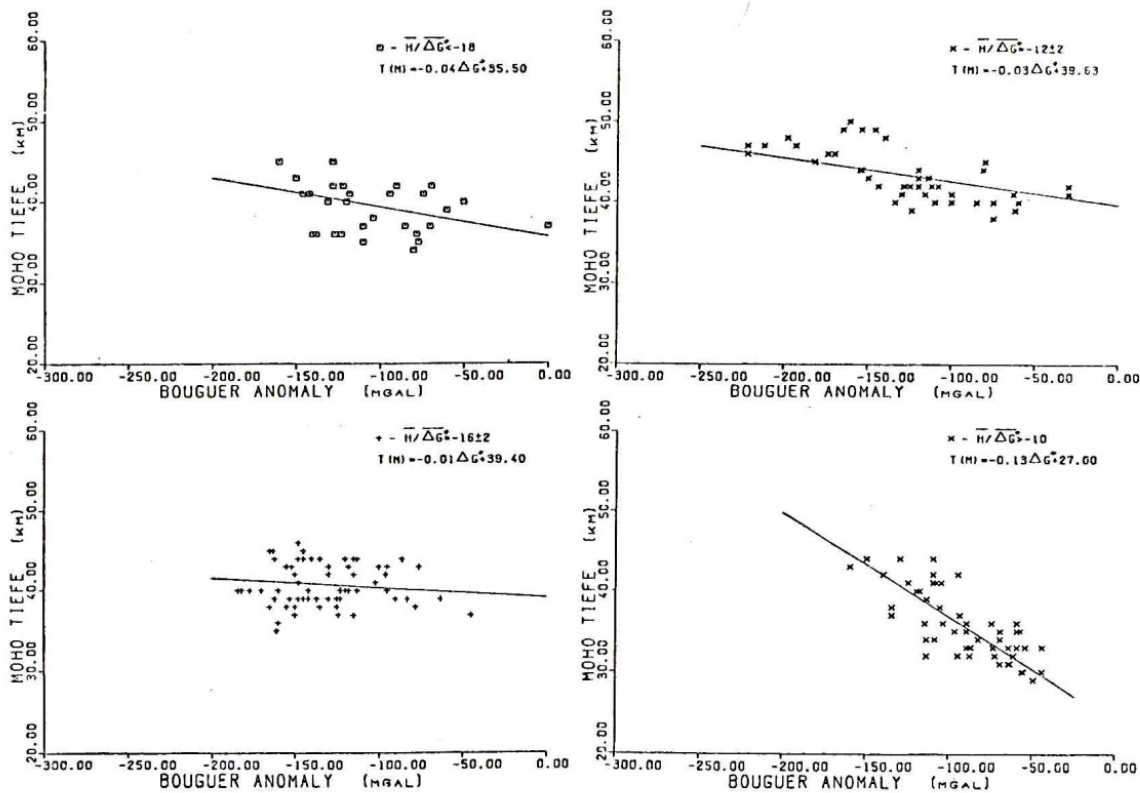 60.00
50.00
40.00
30.00
20.00
MOHO TIEFE (KM)
◻ - H/ΔG*<-18
T(M)=-0.04ΔG*+35.50
-300.00 -250.00 -200.00 -150.00 -100.00 -50.00 0.00
BOUGUER ANOMALY (MGAL)
60.00
50.00
40.00
30.00
20.00
MOHO TIEFE (KM)
× - H/ΔG*=-12±2
T(M)=-0.03ΔG*+39.63
-300.00 -250.00 -200.00 -150.00 -100.00 -50.00 0.00
BOUGUER ANOMALY (MGAL)
60.00
50.00
40.00
30.00
20.00
MOHO TIEFE (KM)
+ - H/ΔG*=-16±2
T(M)=-0.01ΔG*+39.40
-300.00 -250.00 -200.00 -150.00 -100.00 -50.00 0.00
BOUGUER ANOMALY (MGAL)
60.00
50.00
40.00
30.00
20.00
MOHO TIEFE (KM)
× - H/ΔG*>-10
T(M)=-0.13ΔG*+27.00
-300.00 -250.00 -200.00 -150.00 -100.00 -50.00 0.00
BOUGUER ANOMALY (MGAL)